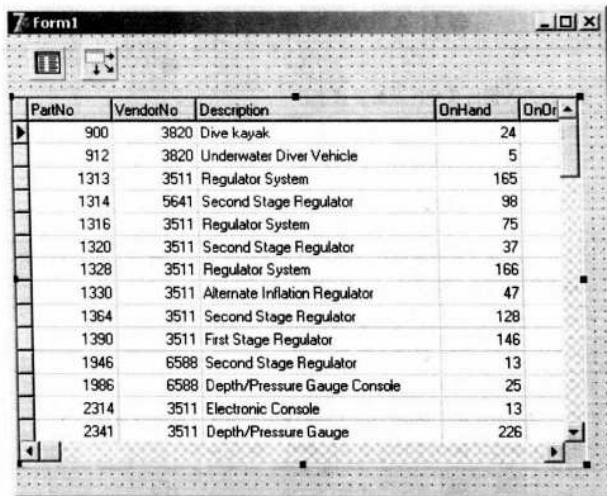 Form1
PartNo VendorNo Description OnHand OnOr
900 3820 Dive kayak 24
912 3820 Underwater Diver Vehicle 5
1313 3511 Regulator System 165
1314 5641 Second Stage Regulator 98
1316 3511 Regulator System 75
1320 3511 Second Stage Regulator 37
1328 3511 Regulator System 166
1330 3511 Alternate Inflation Regulator 47
1364 3511 Second Stage Regulator 128
1390 3511 First Stage Regulator 146
1946 6588 Second Stage Regulator 13
1986 6588 Depth/Pressure Gauge Console 25
2314 3511 Electronic Console 13
2341 3511 Depth/Pressure Gauge 226